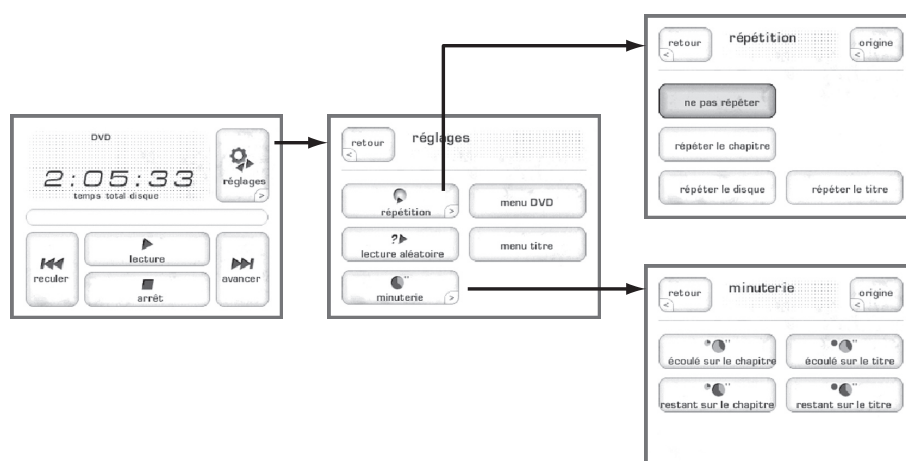 DVD
2:05:33
temps total disque
réglages
reculer
lecture
arrêt
avancer
retour
réglages
répétition
menu DVD
?
lecture aléatoire
menu titre
minuterie
retour
répétition
origine
ne pas répéter
répéter le chapitre
répéter le disque
répéter le titre
retour
minuterie
origine
écoulé sur le chapitre
écoulé sur le titre
restant sur le chapitre
restant sur le titre